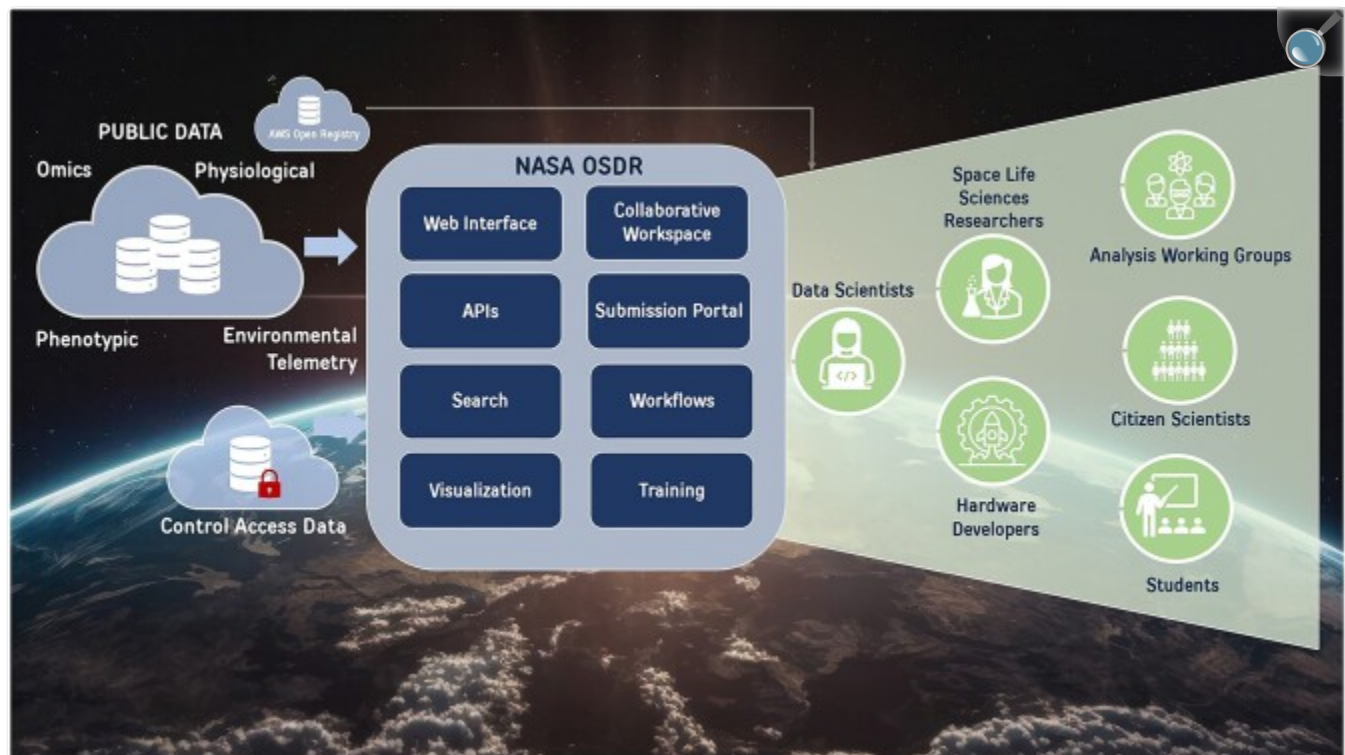 PUBLIC DATA
AWS Open Registry
Omics
Physiological
Phenotypic
Environmental
Telemetry
Control Access Data
NASA OSDR
Web Interface
Collaborative
Workspace
APIs
Submission Portal
Search
Workflows
Visualization
Training
Data Scientists
</>
Space Life
Sciences
Researchers
Hardware
Developers
Analysis Working Groups
Citizen Scientists
Students